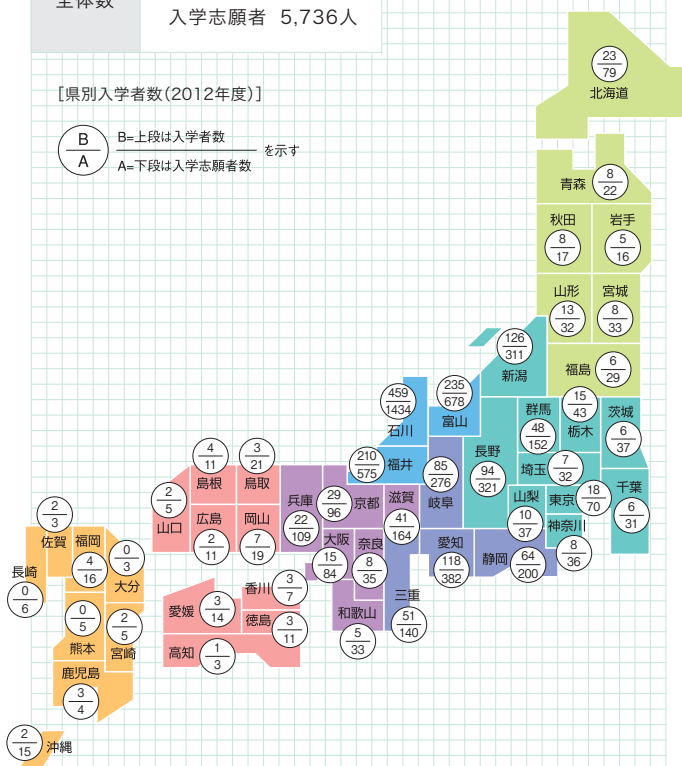 全体数
入学志願者 5,736人
[県別入学者数(2012年度)]
B
A
B=上段は入学者数
A=下段は入学志願者数
を示す
23
79
北海道
青森
8
22
秋田
8
17
岩手
5
16
山形
13
32
宮城
8
33
福島
6
29
126
311
新潟
459
1434
石川
235
678
富山
210
575
福井
15
43
栃木
群馬
48
152
茨城
6
37
長野
94
321
埼玉
7
32
千葉
6
31
山梨
10
37
東京
18
70
神奈川
8
36
85
276
岐阜
静岡
64
200
愛知
118
382
三重
51
140
滋賀
41
164
29
96
京都
兵庫
22
109
大阪
15
84
奈良
8
35
和歌山
5
33
4
11
島根
3
21
鳥取
2
5
山口
広島
2
11
岡山
7
19
香川
3
7
愛媛
3
14
徳島
3
11
高知
1
3
2
3
佐賀
福岡
4
16
0
3
大分
長崎
0
6
0
5
熊本
2
5
宮崎
鹿児島
3
4
2
15
沖縄